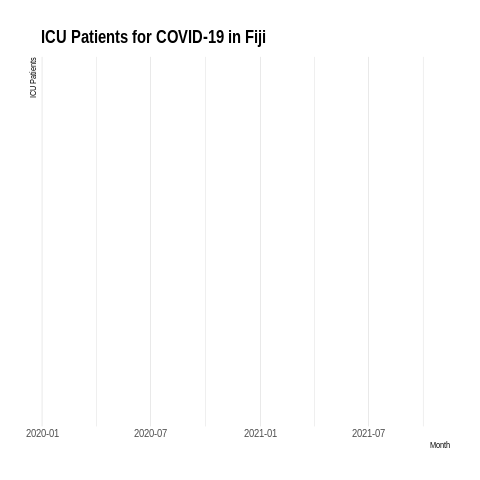 ICU Patients for COVID-19 in Fiji
ICU Patients
2020-01
2020-07
2021-01
2021-07
Month